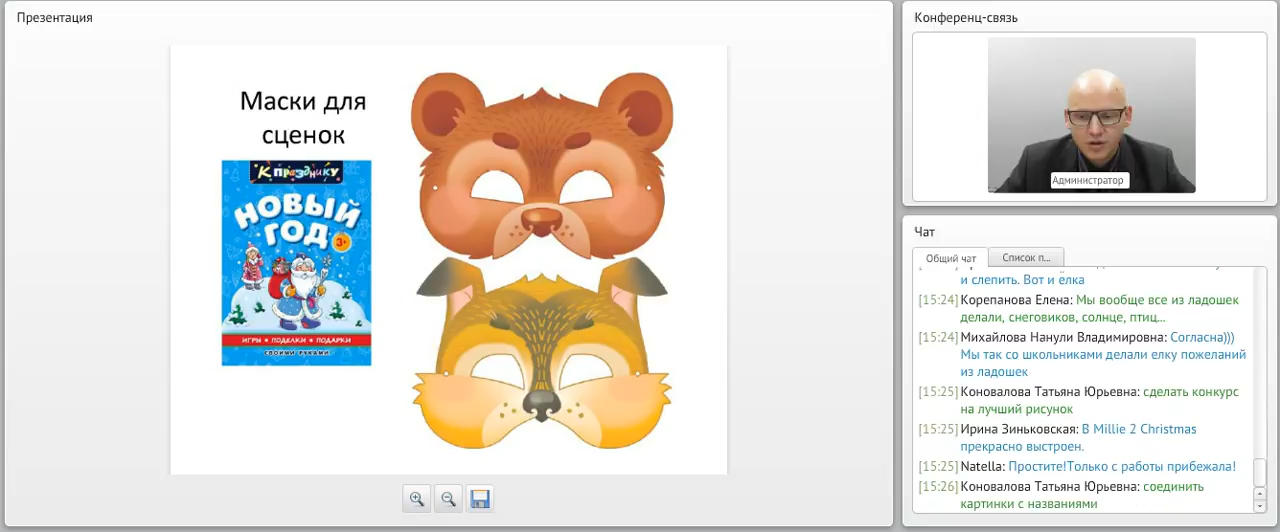 Презентация
Маски для
сценок
К празднику
НОВЫЙ
ГОД
3+
ИГРЫ • ПОДЕЛКИ • ПОДАРКИ
СВОИМИ РУКАМИ
Конференц-связь
Администратор
Чат
Общий чат
Список п...
и слепить. Вот и елка
[15:24] Корепанова Елена: Мы вообще все из ладошек
делали, снеговиков, солнце, птиц...
[15:24] Михайлова Нанули Владимировна: Согласна)))
Мы так со школьниками делали елку пожеланий
из ладошек
[15:25] Коновалова Татьяна Юрьевна: сделать конкурс
на лучший рисунок
[15:25] Ирина Зиньковская: В Millie 2 Christmas
прекрасно выстроен.
[15:25] Natella: Простите!Только с работы прибежала!
[15:26] Коновалова Татьяна Юрьевна: соединить
картинки с названиями